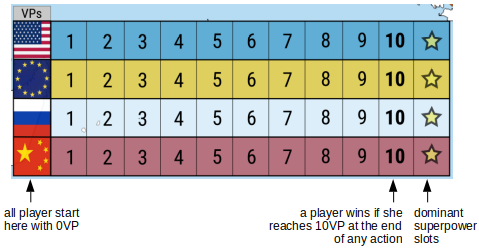 VPs
1 2 3 4 5 6 7 8 9 10
1 2 3 4 5 6 7 8 9 10
1 2 3 4 5 6 7 8 9 10
1 2 3 4 5 6 7 8 9 10
all player start
here with 0VP
a player wins if she
reaches 10VP at the end
of any action
dominant
superpower
slots